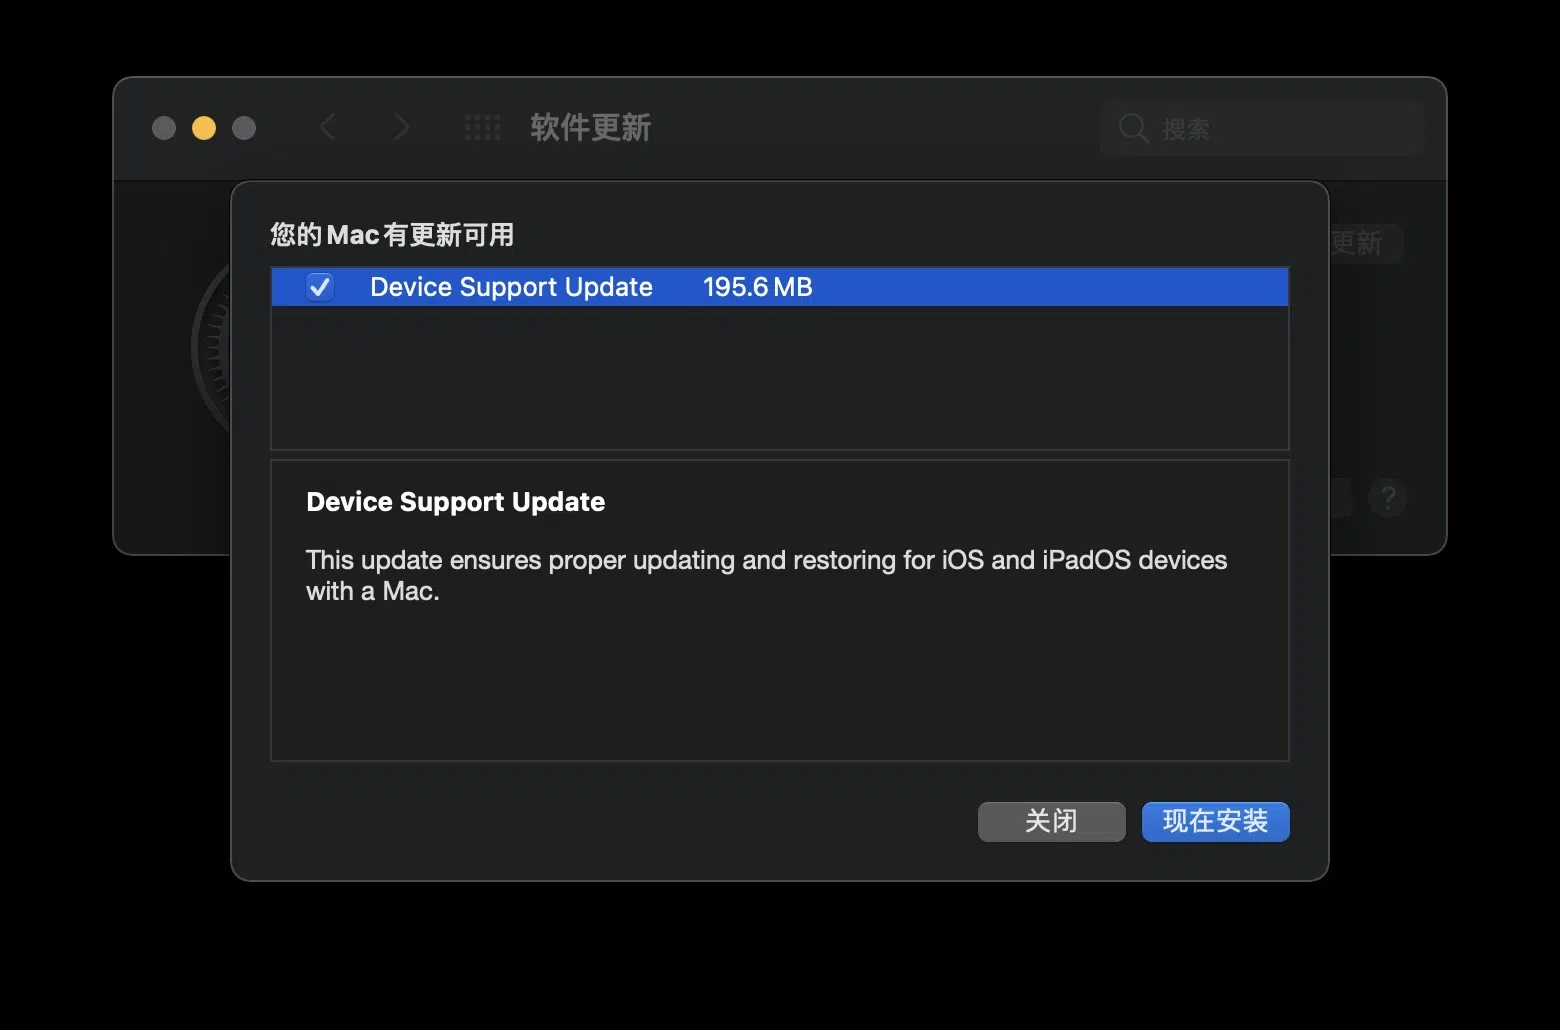 软件更新
搜索
您的Mac有更新可用
更新
Device Support Update 195.6 MB
Device Support Update
This update ensures proper updating and restoring for iOS and iPadOS devices
with a Mac.
?
关闭
现在安装